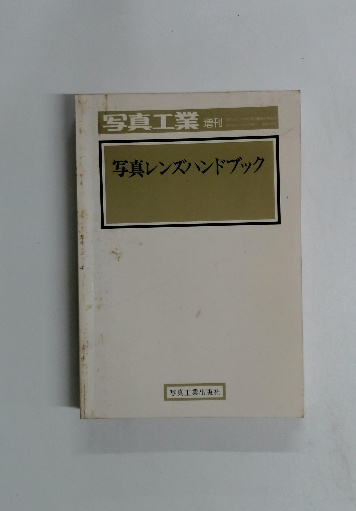 写真工業 増刊
写真レンズハンドブック
写真工業出版社